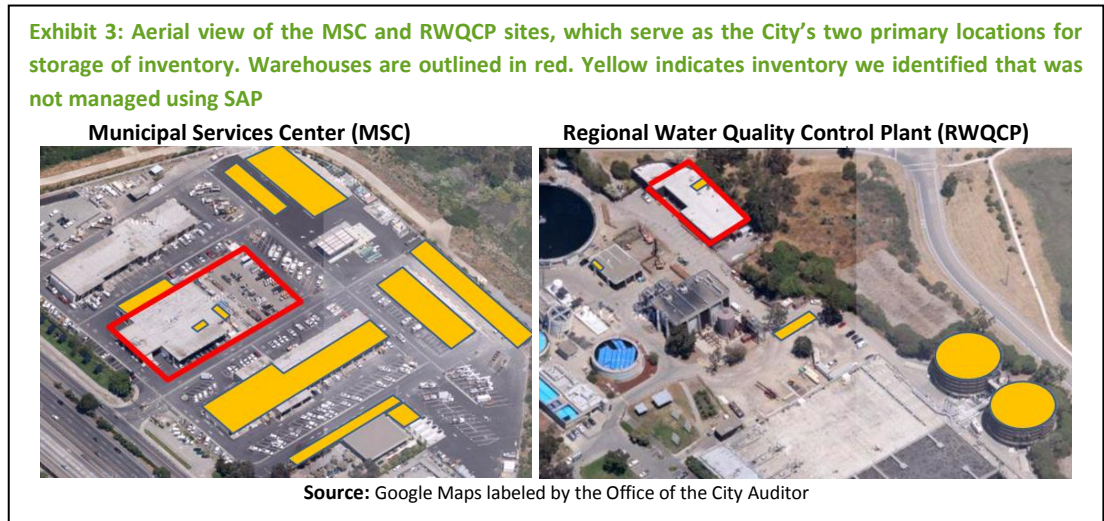 Exhibit 3: Aerial view of the MSC and RWQCP sites, which serve as the City’s two primary locations for
storage of inventory. Warehouses are outlined in red. Yellow indicates inventory we identified that was
not managed using SAP
Municipal Services Center (MSC)
Regional Water Quality Control Plant (RWQCP)
Source: Google Maps labeled by the Office of the City Auditor